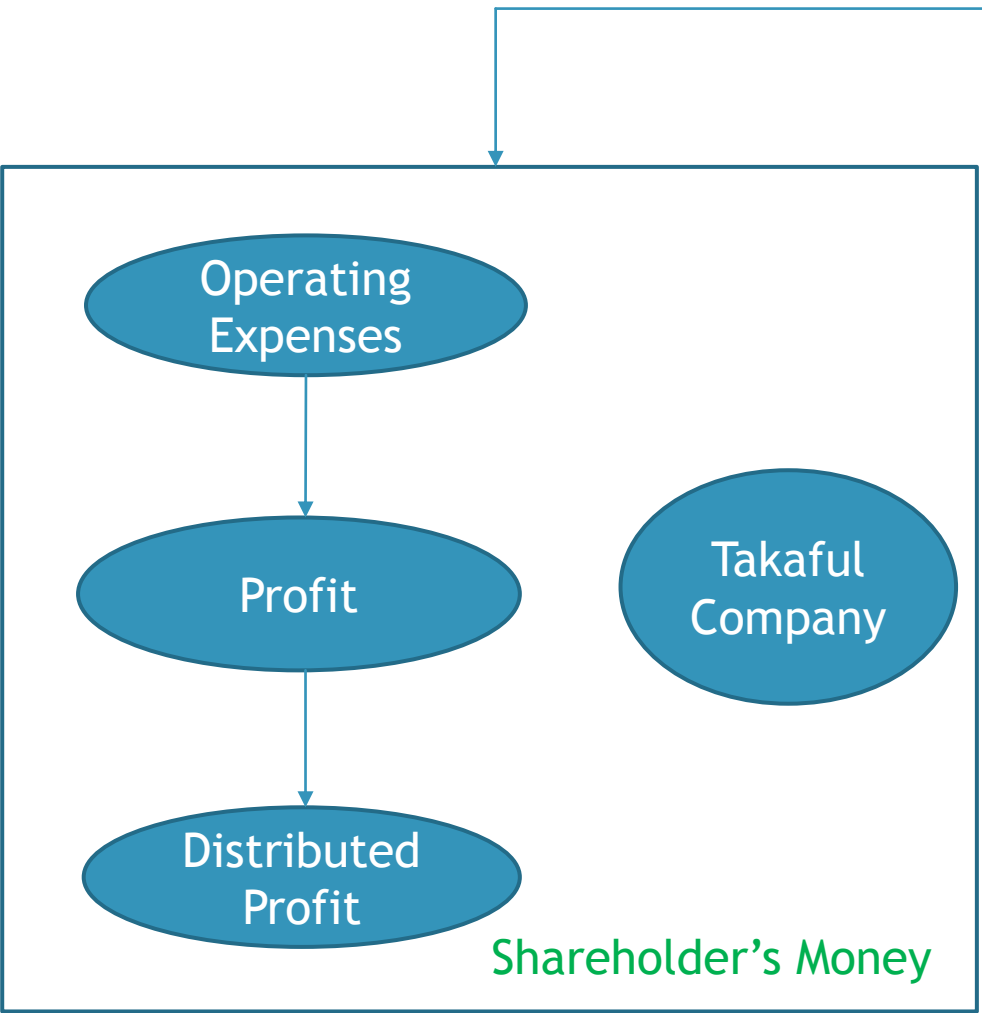 Operating
Expenses
Profit
Takaful
Company
Distributed
Profit
Shareholder’s Money